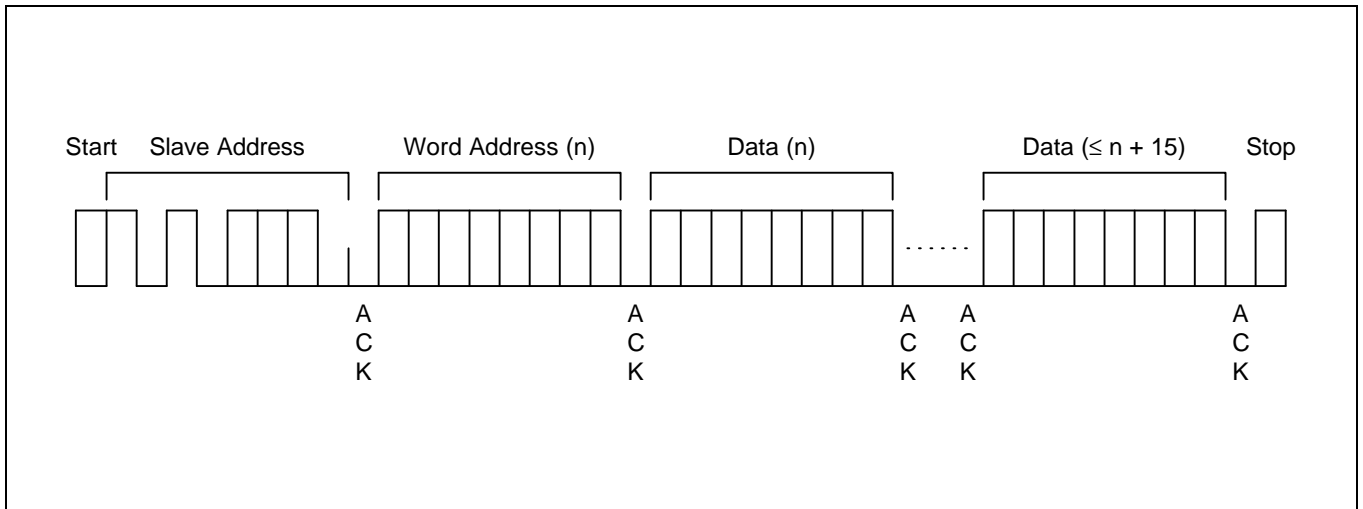 Start Slave Address Word Address (n) Data (n) Data (≤ n + 15) Stop
......
A A A A A
C C C C C
K K K K K